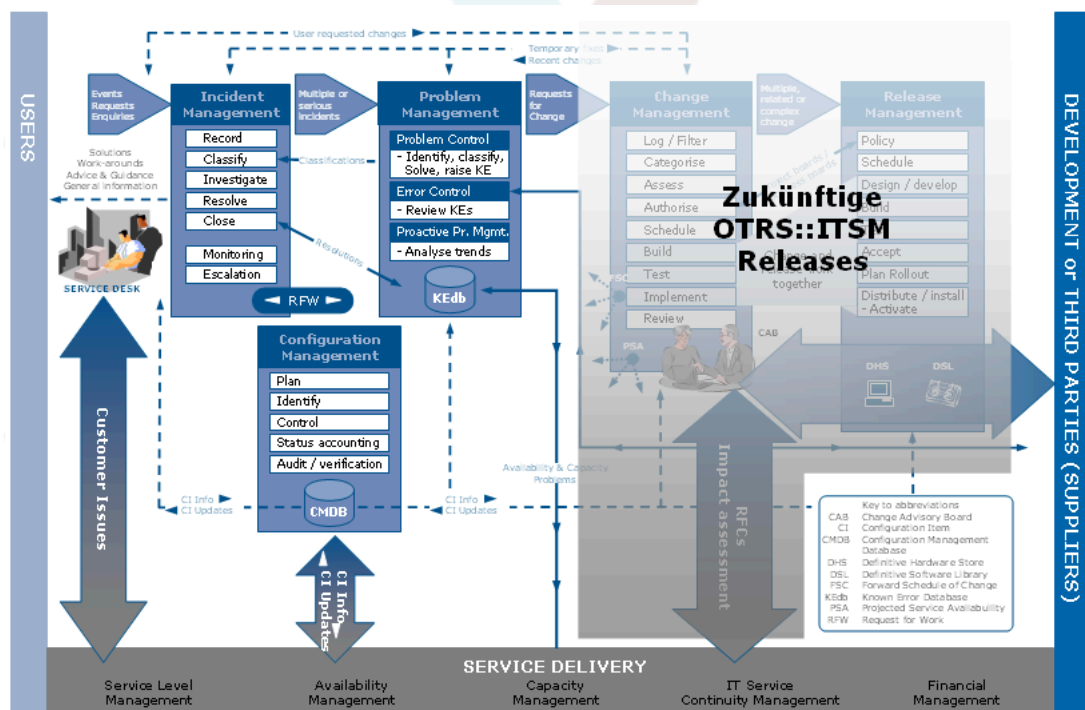 USERS
User requested changes
Temporary fixes
Recent changes
Events
Requests
Enquiries
Incident
Management
Record
Classify
Investigate
Resolve
Close
Monitoring
Escalation
Multiple or
serious
incidents
Problem
Management
Problem Control
- Identify, classify,
Solve, raise KE
Error Control
- Review KEs
Proactive Pr. Mgmt.
- Analyse trends
KEdb
Requests
for
Change
Change
Management
Log / Filter
Categorise
Assess
Authorise
Schedule
Build
Test
Implement
Review
Multiple,
related or
complex
change
Release
Management
Policy
Schedule
Design / develop
Build
Accept
Plan Rollout
Distribute / install
- Activate
Zukünftige
OTRS::ITSM
Releases
Change and
together
Solutions
Work-arounds
Advice & Guidance
General information
SERVICE DESK
Classifications
Resolutions
RFW
FSC
PSA
CAB
DHS
DSL
Configuration
Management
Plan
Identify
Control
Status accounting
Audit / verification
CMDB
CI Info
CI Updates
CI Info
CI Updates
CI Info
CI Updates
Availability & Capacity
Problems
Customer Issues
RFCs
Impact assessment
Key to abbreviations
CAB Change Advisory Board
CI Configuration Item
CMDB Configuration Management
Database
DHS Definitive Hardware Store
DSL Definitive Software Library
FSC Forward Schedule of Change
KEdb Known Error Database
PSA Projected Service Availability
RFW Request for Work
DEVELOPMENT or THIRD PARTIES (SUPPLIERS)
SERVICE DELIVERY
Service Level
Management
Availability
Management
Capacity
Management
IT Service
Continuity Management
Financial
Management